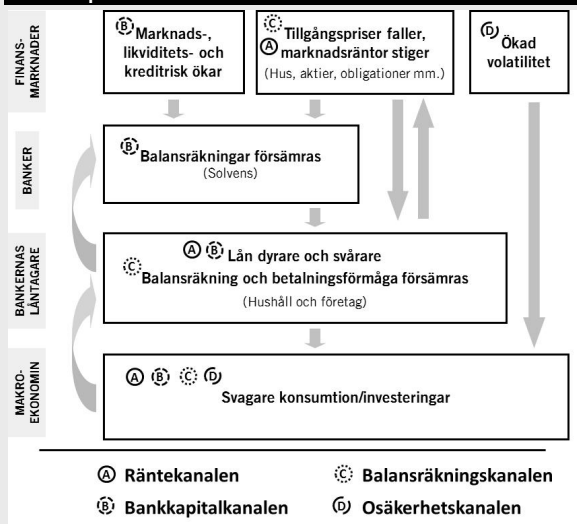 FINANS-
MARKNADER
(B) Marknads-,
likviditets- och
kreditrisk ökar
(C) Tillgångspriser faller,
(A) marknadsräntor stiger
(Hus, aktier, obligationer mm.)
(D) Ökad
volatilitet
BANKER
(B) Balansräkningar försämras
(Solvens)
BANKERNAS
LÅNTAGARE
(A) (B) Lån dyrare och svårare
(C) Balansräkning och betalningsförmåga försämras
(Hushåll och företag)
MAKRO-
EKONOMIN
(A) (B) (C) (D)
Svagare konsumtion/investeringar
(A) Räntekanalen
(C) Balansräkningskanalen
(B) Bankkapitalkanalen
(D) Osäkerhetskanalen